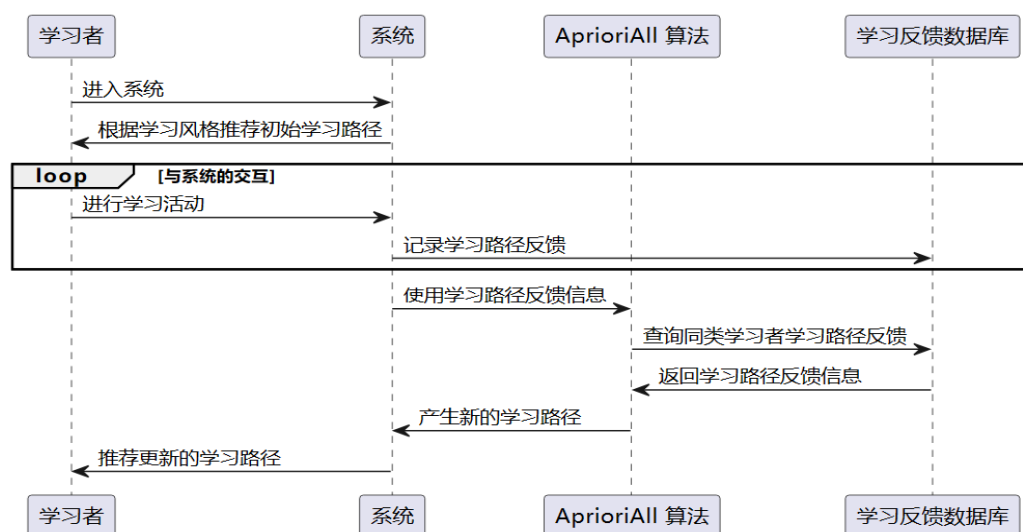 学习者 系统 AprioriAll 算法 学习反馈数据库
进入系统
根据学习风格推荐初始学习路径
loop [与系统的交互]
进行学习活动
记录学习路径反馈
使用学习路径反馈信息
查询同类学习者学习路径反馈
返回学习路径反馈信息
产生新的学习路径
推荐更新的学习路径
学习者 系统 AprioriAll 算法 学习反馈数据库